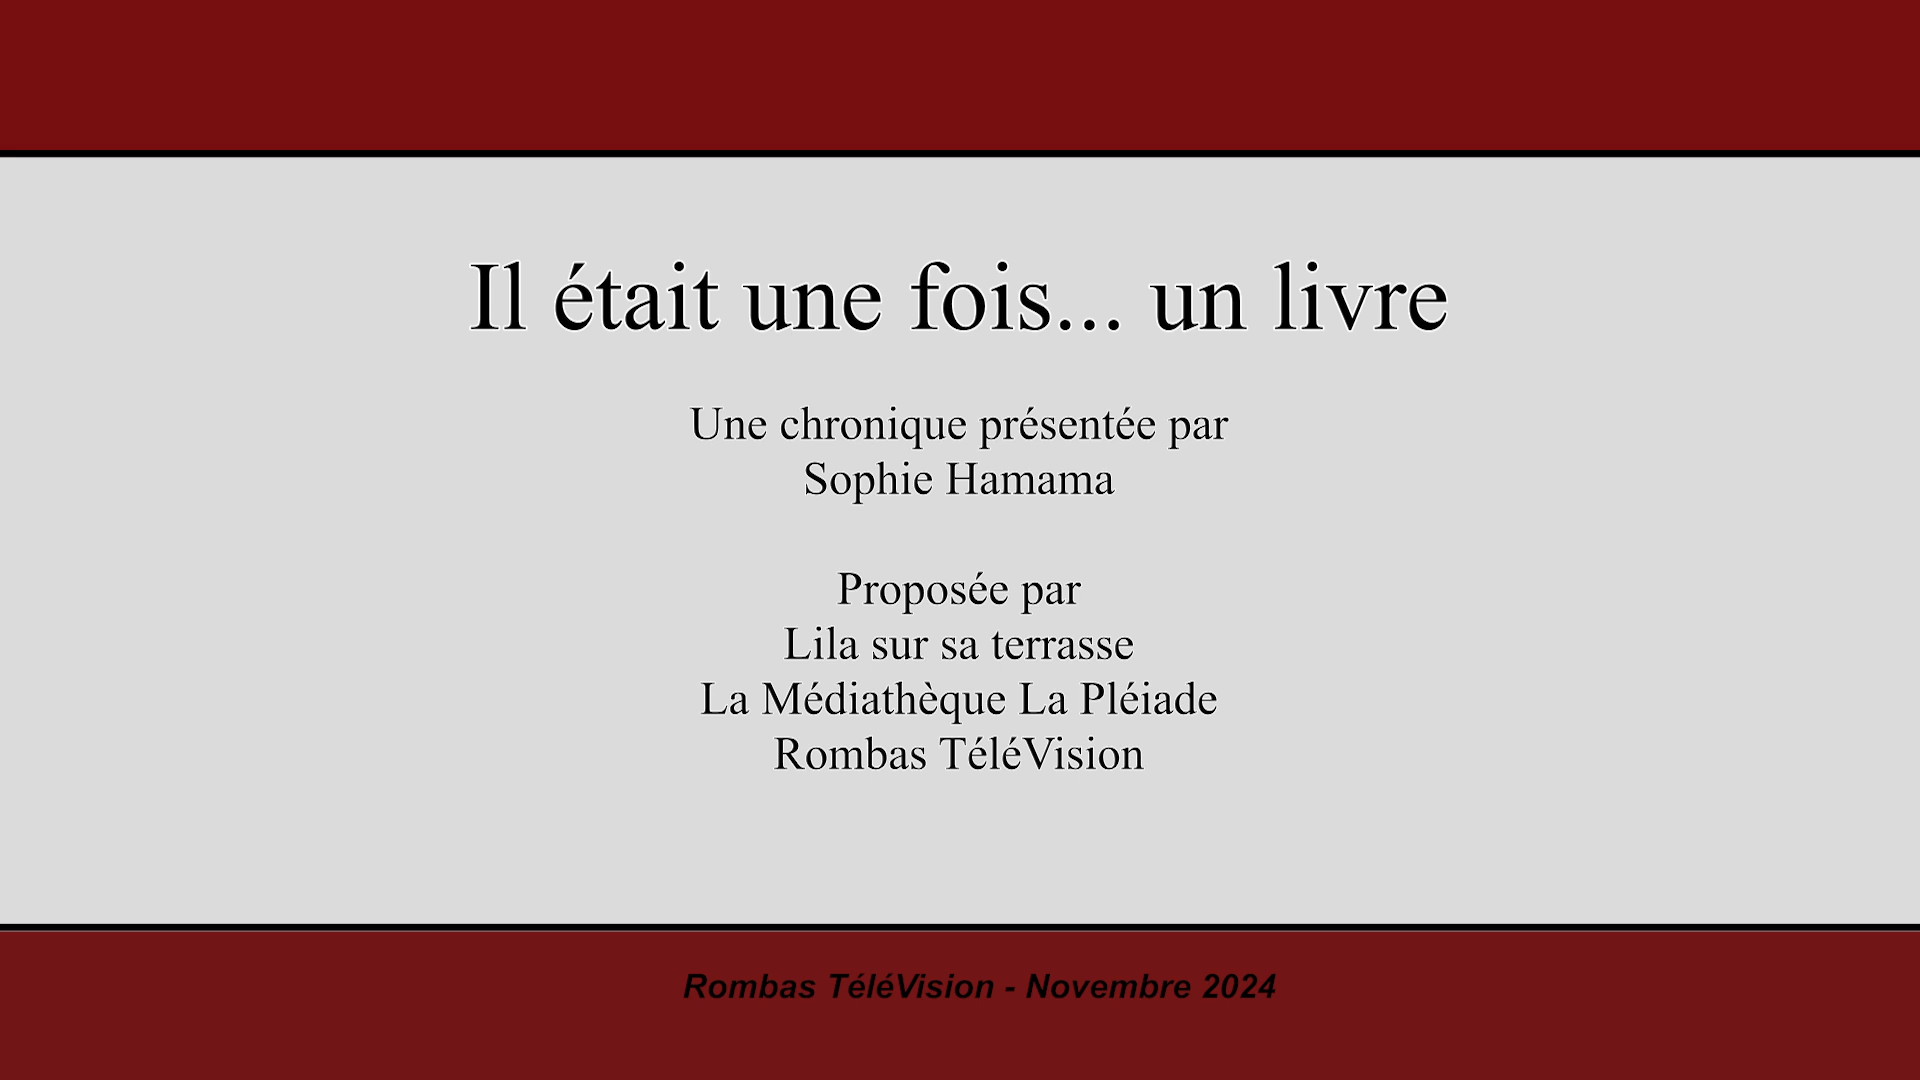 Il était une fois... un livre
Une chronique présentée par
Sophie Hamama
Proposée par
Lila sur sa terrasse
La Médiathèque La Pléiade
Rombas TéléVision
Rombas TéléVision - Novembre 2024